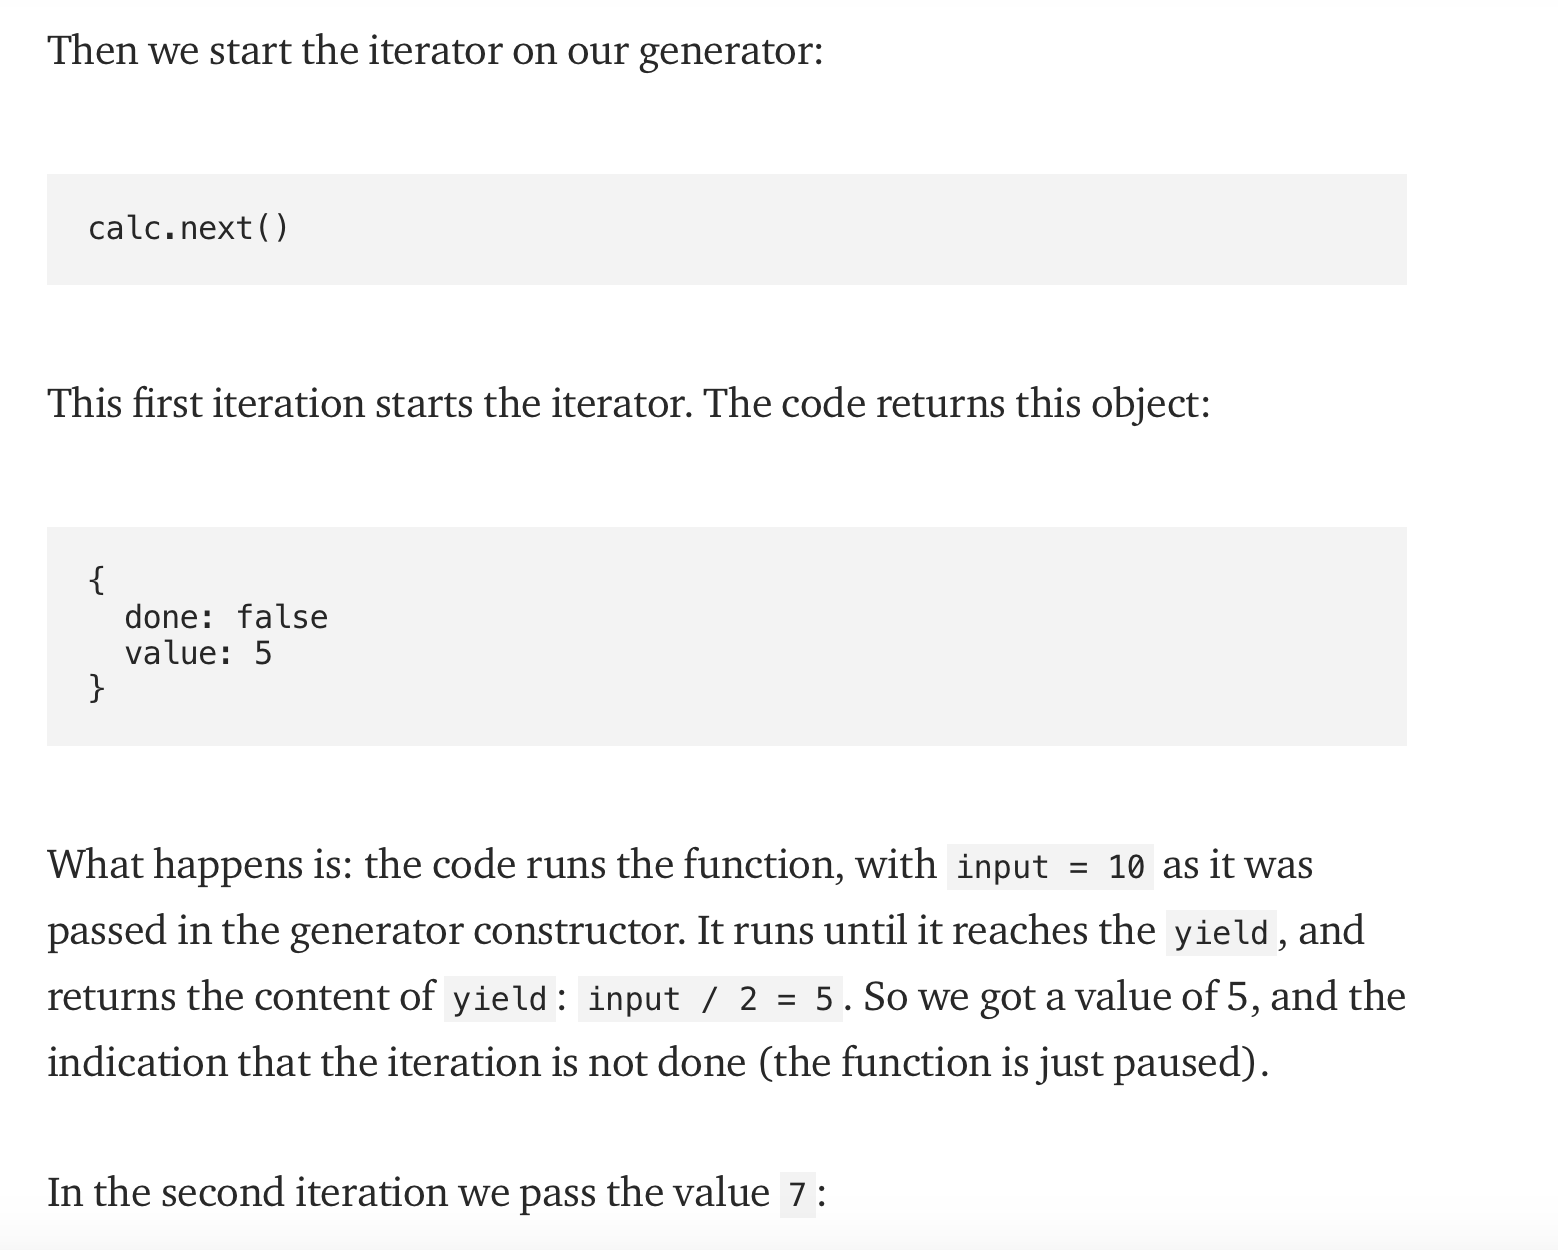 Then we start the iterator on our generator:
calc.next()
This first iteration starts the iterator. The code returns this object:
{
  done: false
  value: 5
}
What happens is: the code runs the function, with input = 10 as it was
passed in the generator constructor. It runs until it reaches the yield, and
returns the content of yield: input / 2 = 5. So we got a value of 5, and the
indication that the iteration is not done (the function is just paused).
In the second iteration we pass the value 7: